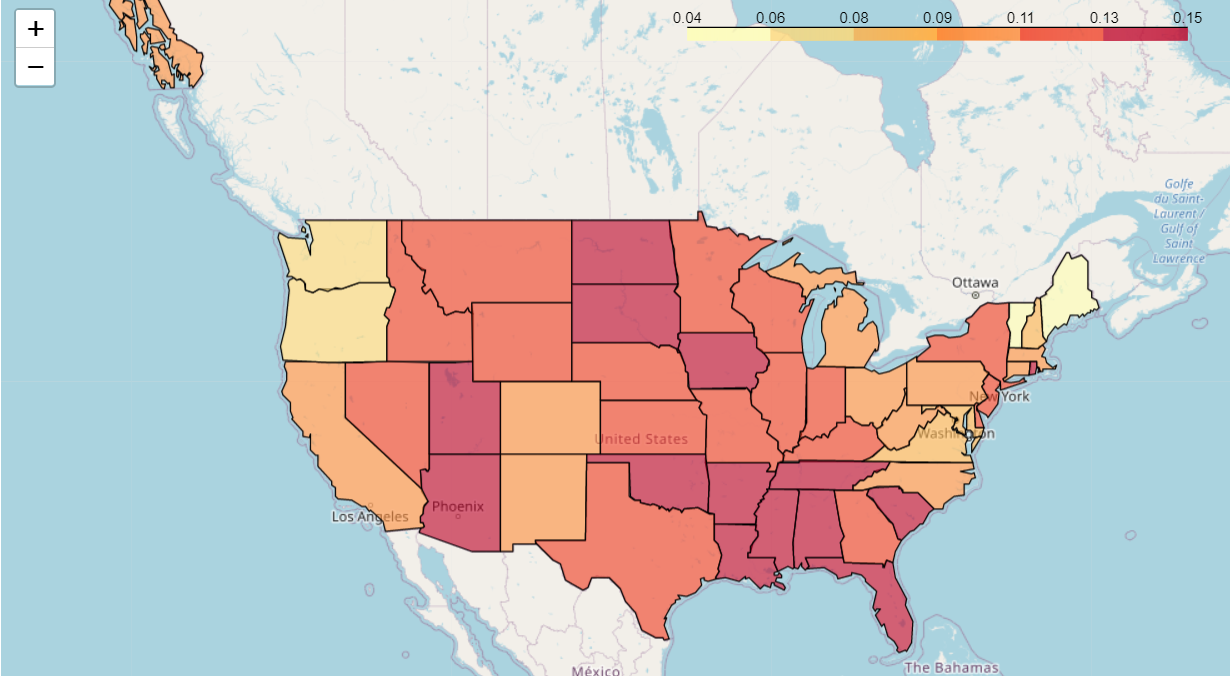 +
−
0.04 0.06 0.08 0.09 0.11 0.13 0.15
Golfe
du Saint-
Laurent /
Gulf of
Saint
Lawrence
Ottawa
New York
Washington
United States
Phoenix
Los Angeles
México
The Bahamas